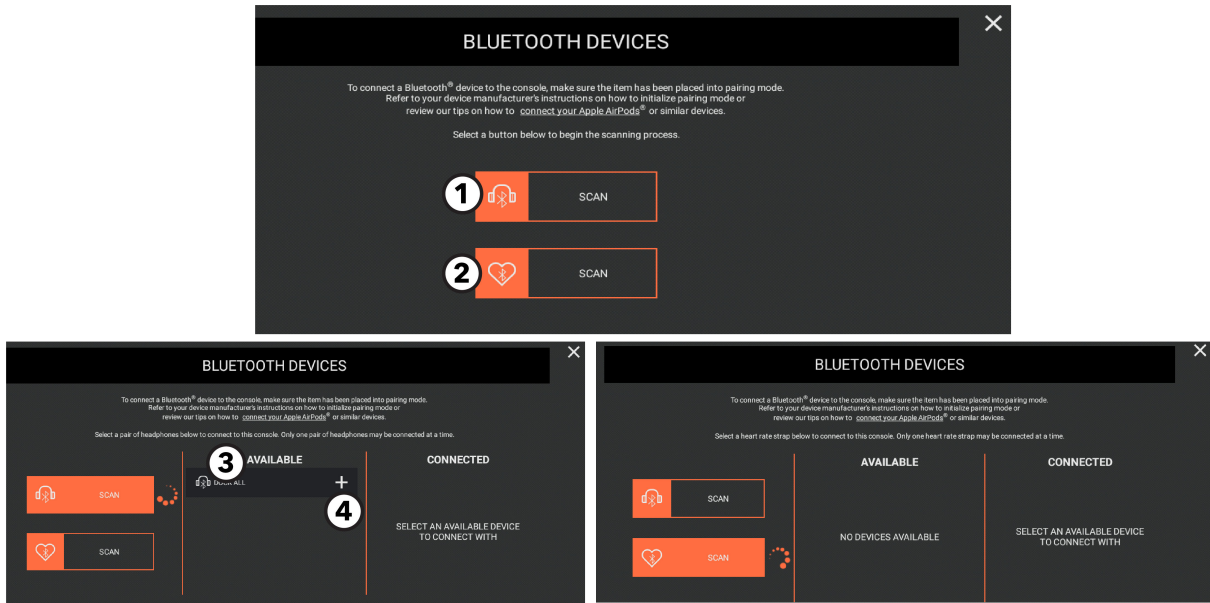 BLUETOOTH DEVICES
To connect a Bluetooth® device to the console, make sure the item has been placed into pairing mode.
Refer to your device manufacturer's instructions on how to initialize pairing mode or
review our tips on how to connect your Apple AirPods® or similar devices.
Select a button below to begin the scanning process.
1
SCAN
2
SCAN
BLUETOOTH DEVICES
To connect a Bluetooth® device to the console, make sure the item has been placed into pairing mode.
Refer to your device manufacturer's instructions on how to initialize pairing mode or
review our tips on how to connect your Apple AirPods® or similar devices.
Select a pair of headphones below to connect to this console. Only one pair of headphones may be connected at a time.
SCAN
SCAN
3
AVAILABLE
ALL
4
CONNECTED
SELECT AN AVAILABLE DEVICE
TO CONNECT WITH
BLUETOOTH DEVICES
To connect a Bluetooth® device to the console, make sure the item has been placed into pairing mode.
Refer to your device manufacturer's instructions on how to initialize pairing mode or
review our tips on how to connect your Apple AirPods® or similar devices.
Select a heart rate strap below to connect to this console. Only one heart rate strap may be connected at a time.
SCAN
SCAN
AVAILABLE
NO DEVICES AVAILABLE
CONNECTED
SELECT AN AVAILABLE DEVICE
TO CONNECT WITH